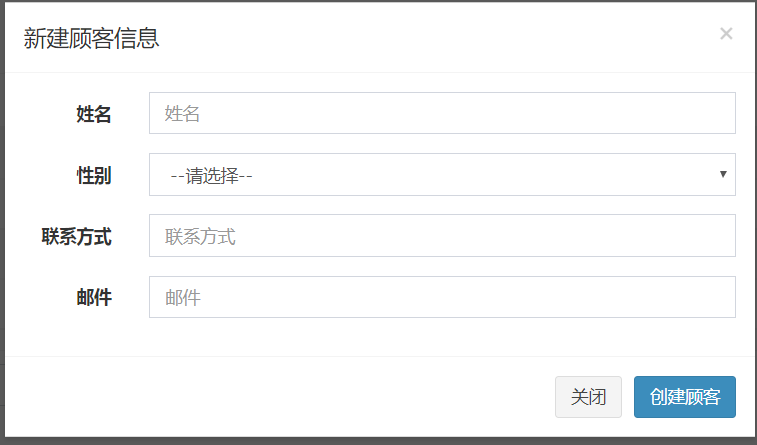 新建顾客信息 ×
姓名 姓名
性别 --请选择--
联系方式 联系方式
邮件 邮件
关闭 创建顾客